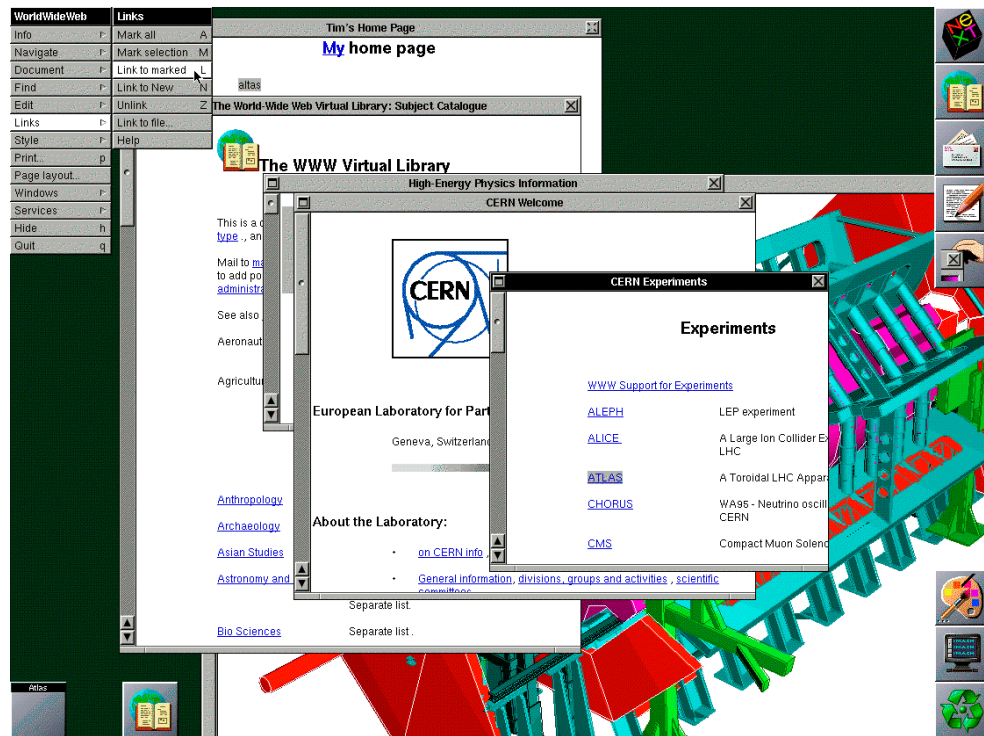 WorldWideWeb
Info
Navigate
Document
Find
Edit
Links
Style
Print... p
Page layout...
Windows
Services
Hide h
Quit q
Links
Mark all A
Mark selection M
Link to marked L
Link to New N
Unlink Z
Link to file...
Help
Tim's Home Page
My home page
altas
The World-Wide Web Virtual Library: Subject Catalogue
The WWW Virtual Library
This is a
type ., an
Mail to
to add po
administra
See also
Aeronaut
Agricultu
Anthropology
Archaeology
Asian Studies
Astronomy and
Separate list.
Bio Sciences Separate list .
High-Energy Physics Information
CERN Welcome
CERN
European Laboratory for Part
Geneva, Switzerland
About the Laboratory:
• on CERN info ,
• General information, divisions, groups and activities , scientific
CERN Experiments
Experiments
WWW Support for Experiments
ALEPH LEP experiment
ALICE A Large Ion Collider Ex
LHC
ATLAS A Toroidal LHC Appar
CHORUS WA95 - Neutrino oscill
CERN
CMS Compact Muon Soleno
NeXT
Atlas